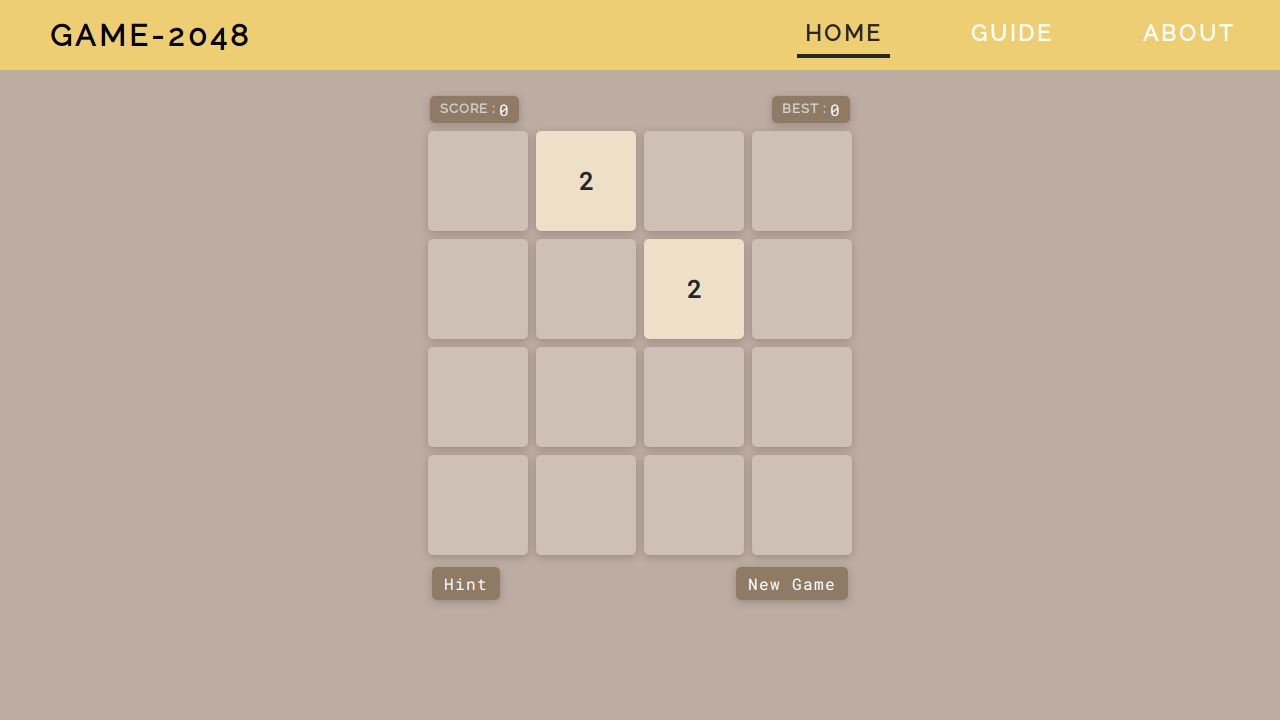 GAME-2048
HOME GUIDE ABOUT
SCORE : 0
BEST : 0
2
2
Hint
New Game